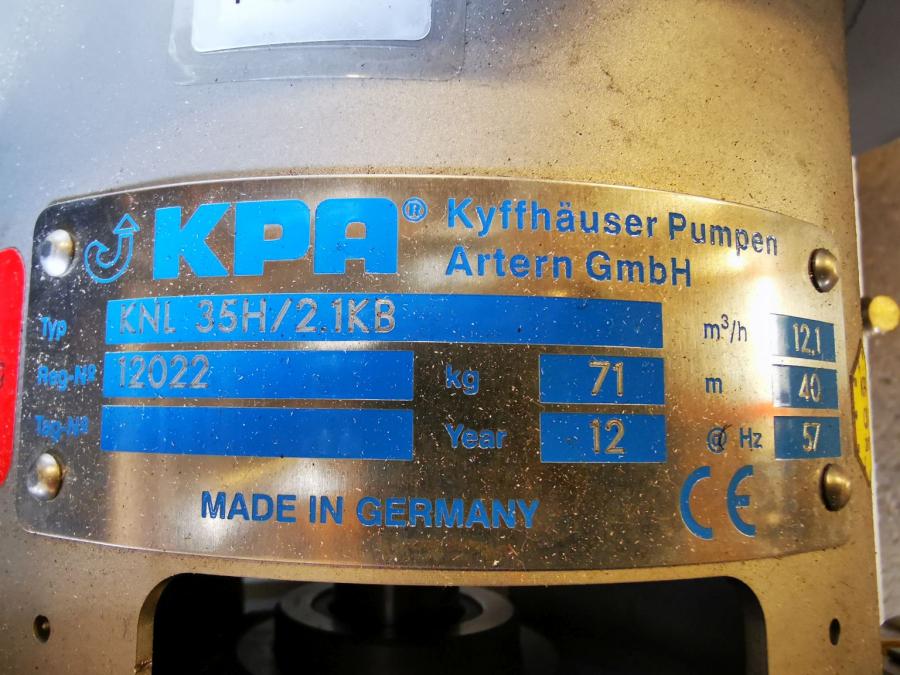 KPA® Kyffhäuser Pumpen
Artern GmbH
Typ KNL 35H/2.1KB m³/h 12,1
Reg-Nº 12022 kg 71 m 40
Tag-Nº Year 12 @ Hz 57
MADE IN GERMANY CE